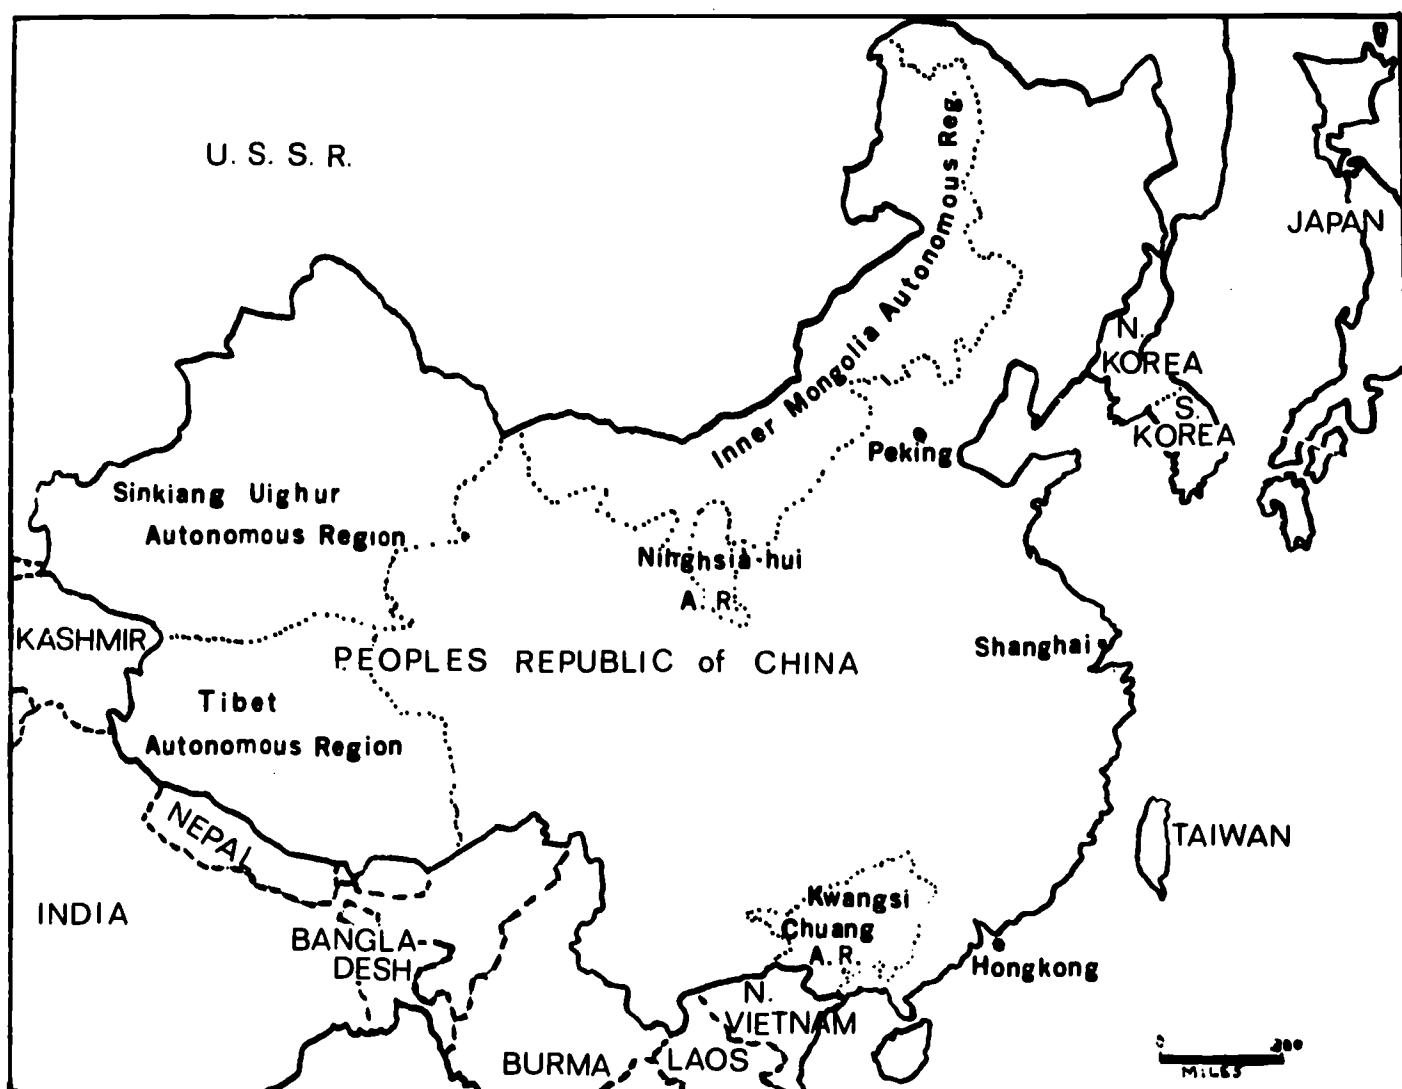 U. S. S. R.
Inner Mongolia Autonomous Reg.
JAPAN
N.
KOREA
S.
KOREA
Peking
Sinkiang Uighur
Autonomous Region
Ninghsia-hui
A. R.
KASHMIR
PEOPLES REPUBLIC of CHINA
Shanghai
Tibet
Autonomous Region
NEPAL
TAIWAN
INDIA
Kwangsi
Chuang
A. R.
BANGLA-
DESH
Hongkong
N.
VIETNAM
BURMA
LAOS
0
MiLES